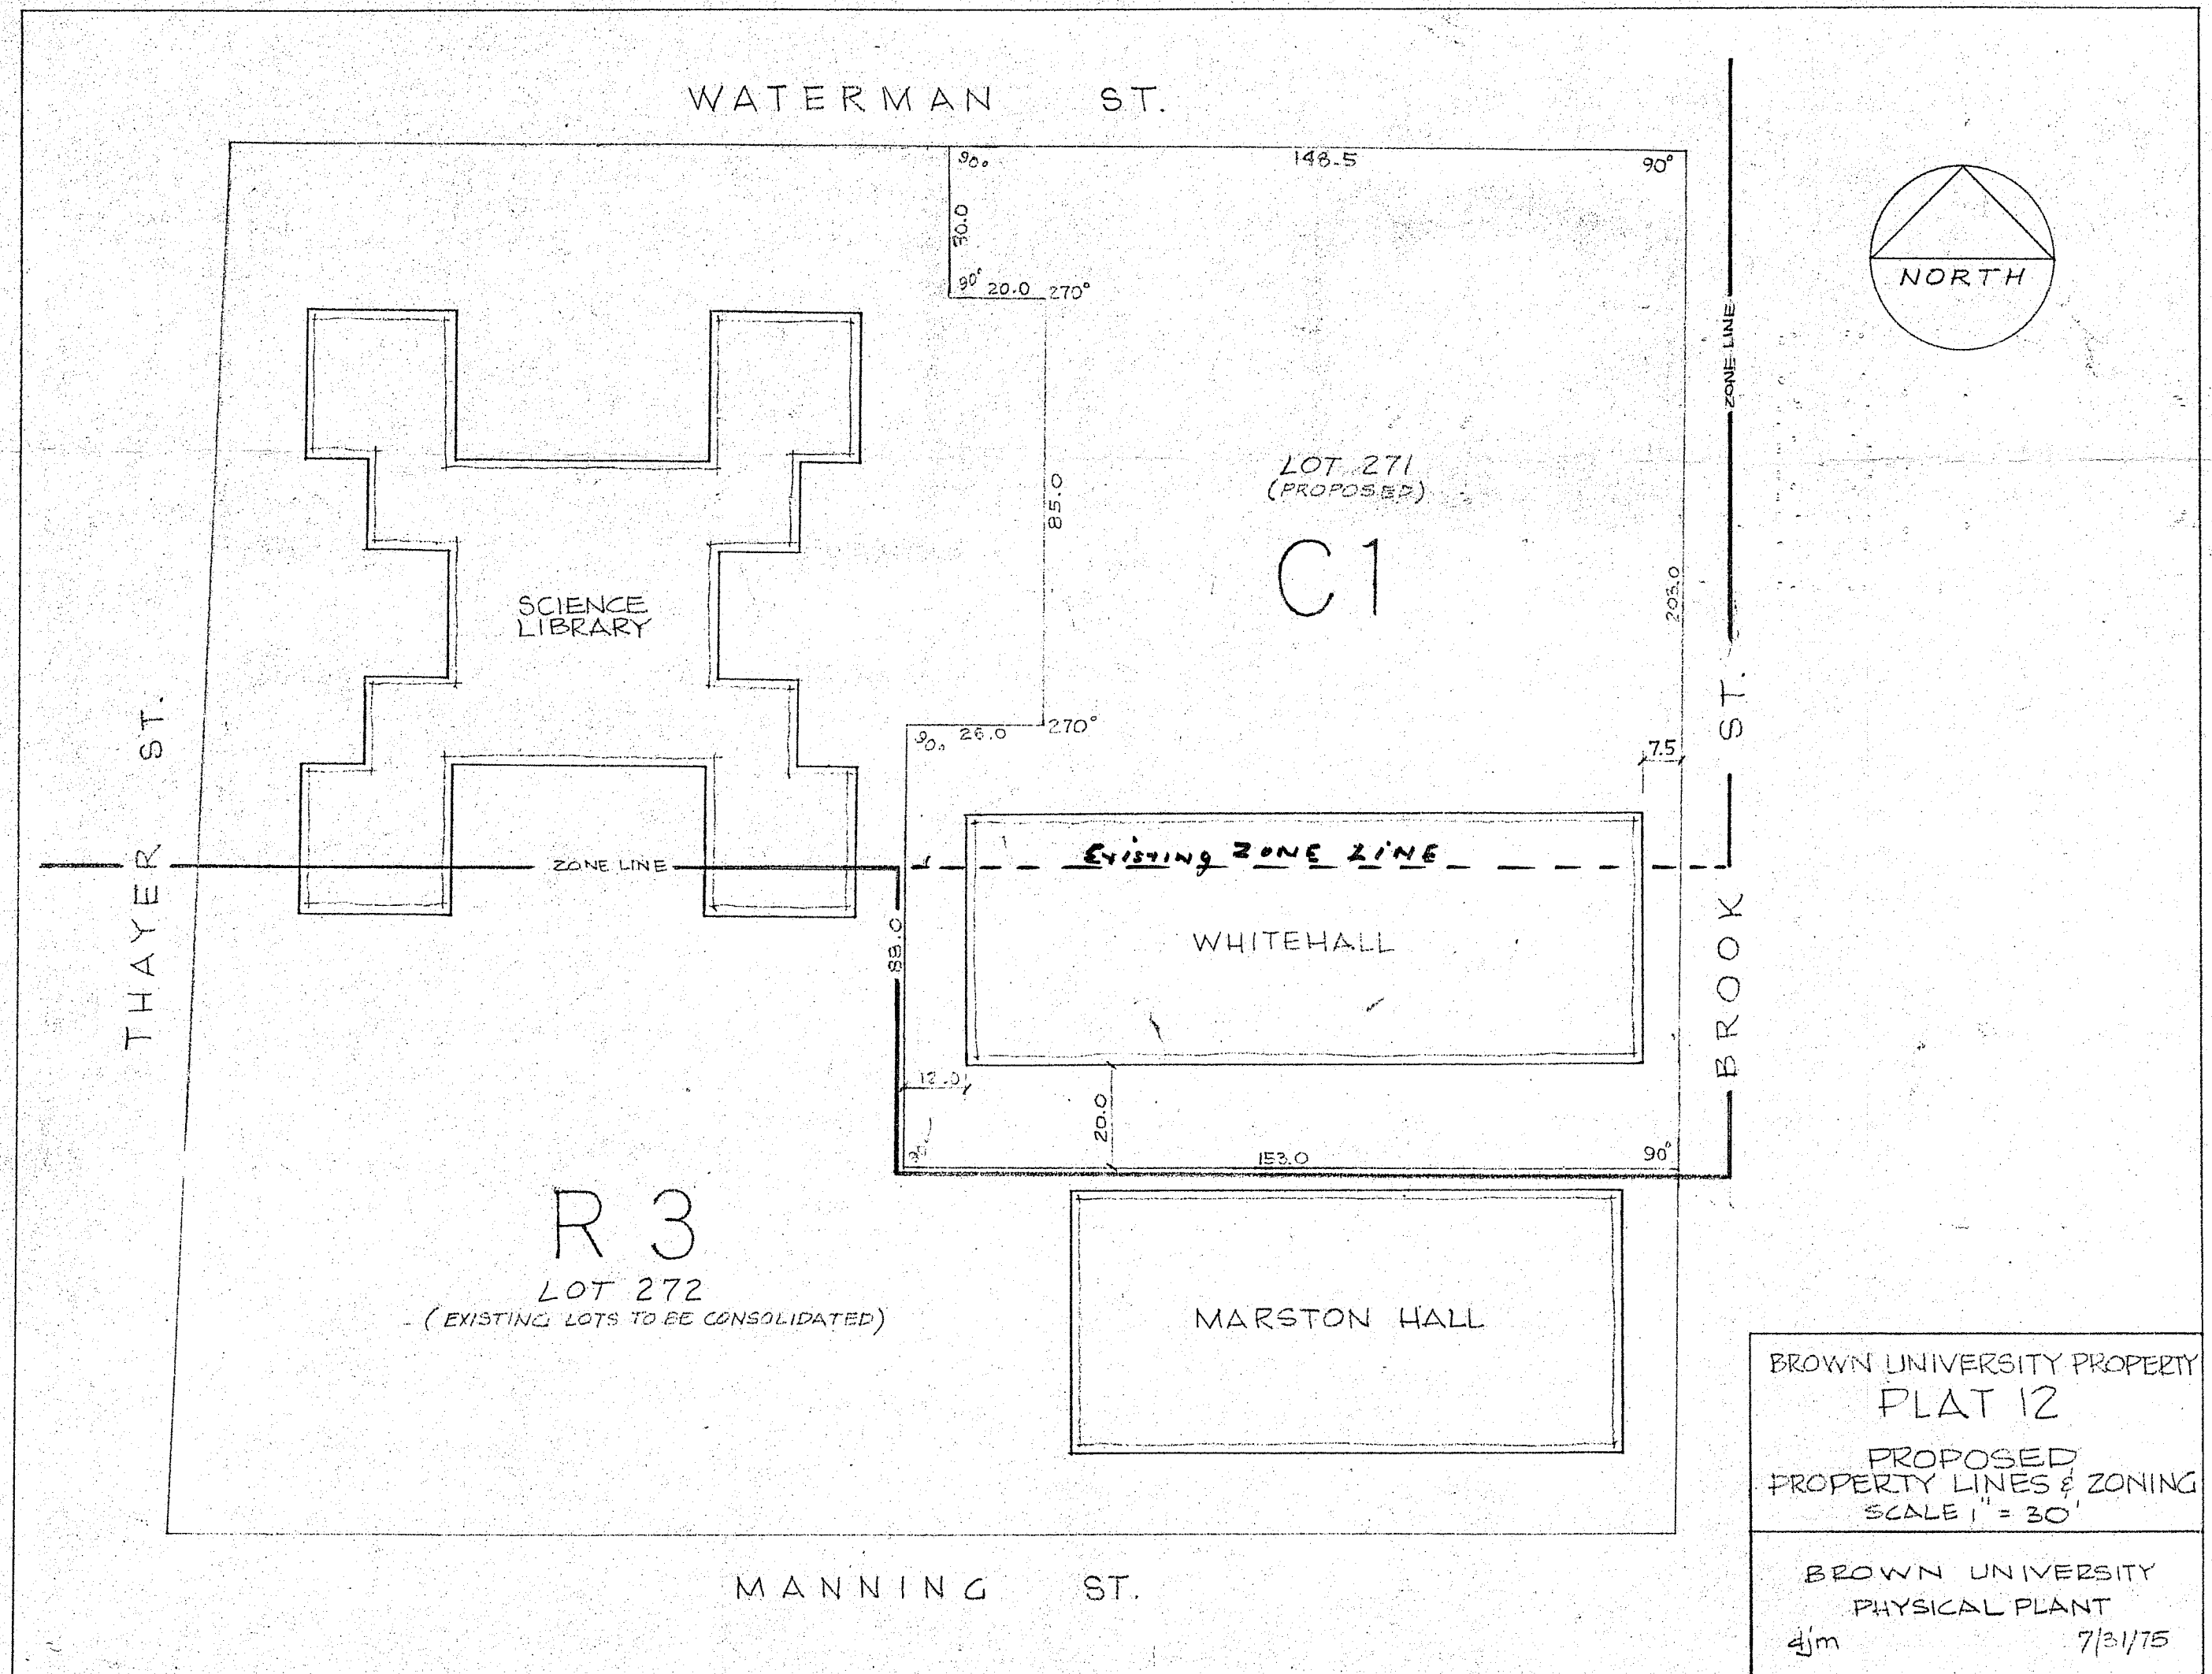 WATERMAN ST.
90°
148.5
90°
30.0
90° 20.0 270°
NORTH
ZONE LINE
LOT 271
(PROPOSED)
85.0
C1
203.0
SCIENCE
LIBRARY
THAYER ST.
BROOK ST.
90° 26.0 270°
7.5
ZONE LINE
Existing ZONE LINE
88.0
WHITEHALL
12.0
20.0
90°
153.0
90°
R 3
LOT 272
(EXISTING LOTS TO BE CONSOLIDATED)
MARSTON HALL
MANNING ST.
BROWN UNIVERSITY PROPERTY
PLAT 12
PROPOSED
PROPERTY LINES & ZONING
SCALE 1" = 30'
BROWN UNIVERSITY
PHYSICAL PLANT
djm 7/31/75